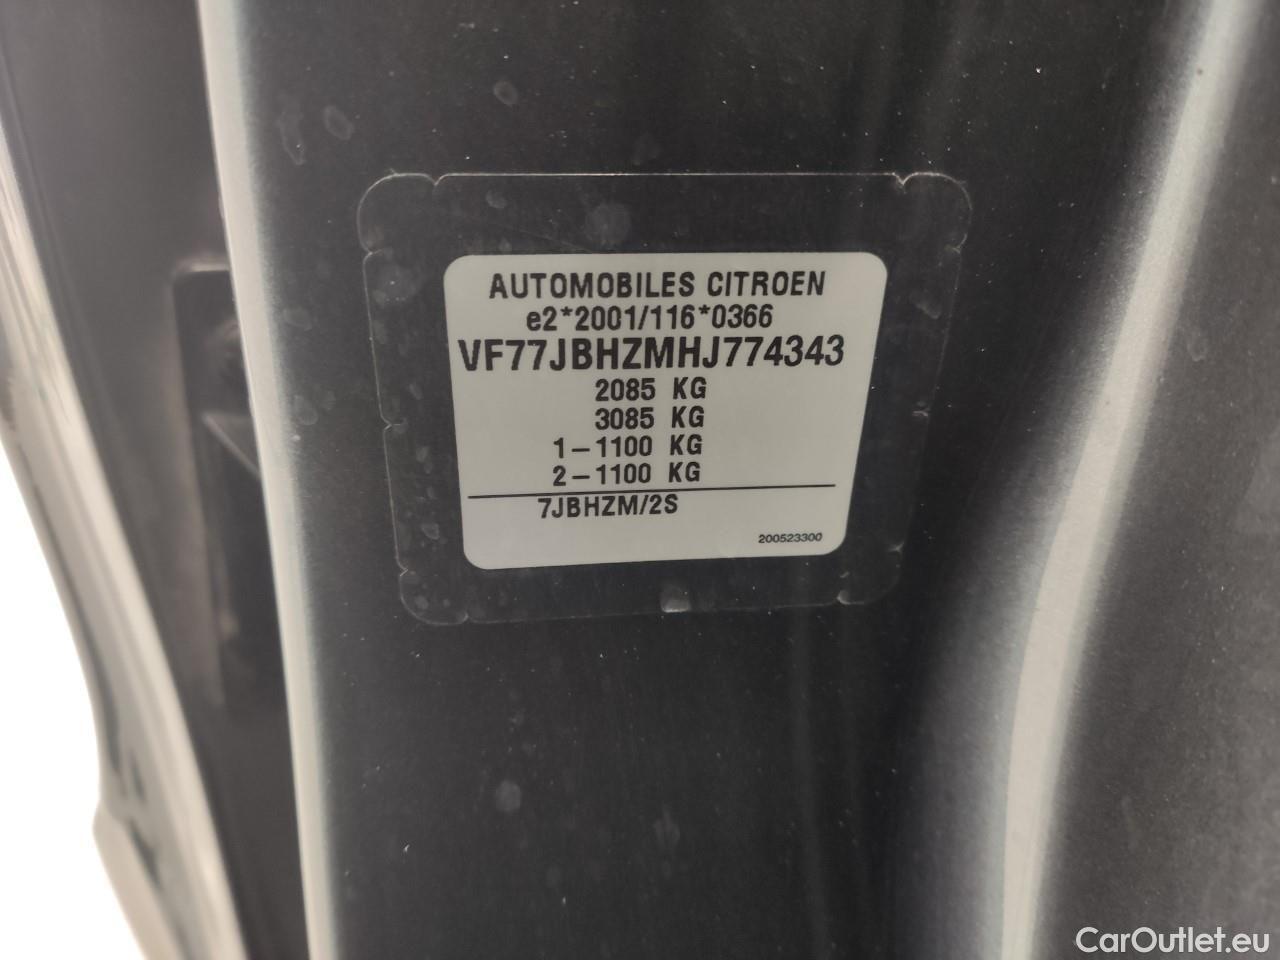 AUTOMOBILES CITROEN
e2*2001/116*0366
VF77JBHZMHJ774343
2085 KG
3085 KG
1-1100 KG
2-1100 KG
7JBHZM/2S
200523300
CarOutlet.eu